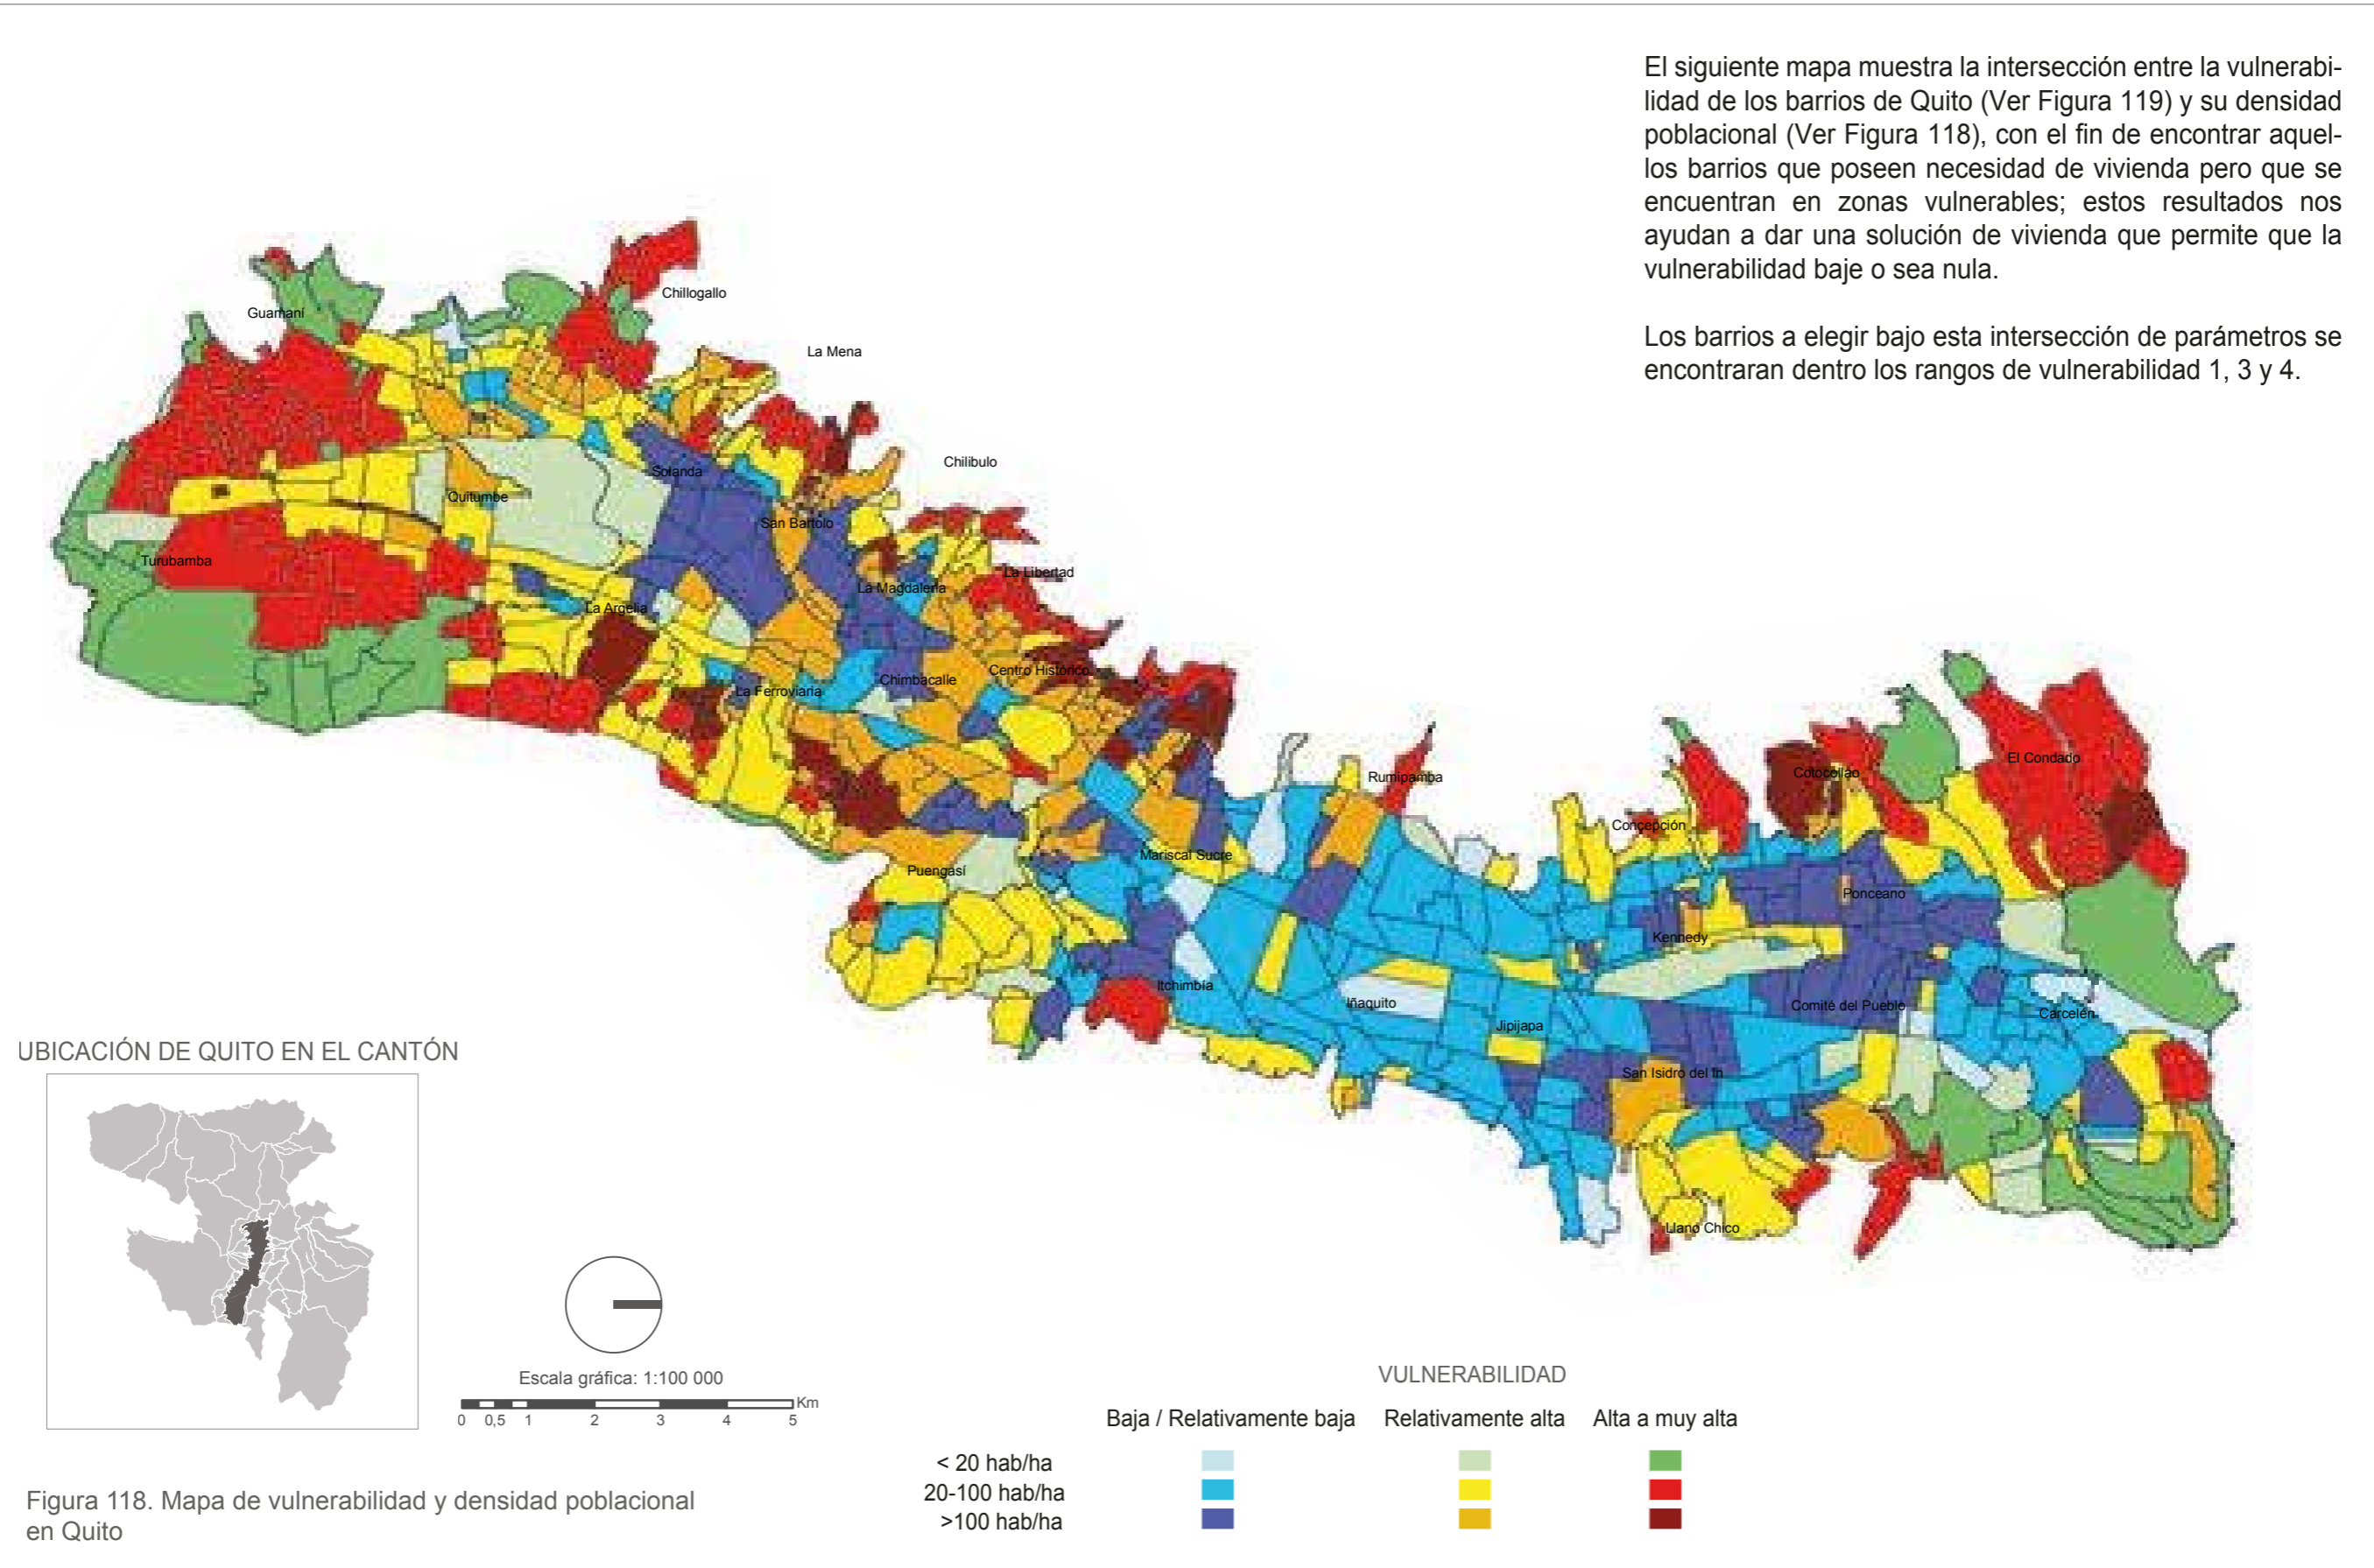 El siguiente mapa muestra la intersección entre la vulnerabi-
lidad de los barrios de Quito (Ver Figura 119) y su densidad
poblacional (Ver Figura 118), con el fin de encontrar aquel-
los barrios que poseen necesidad de vivienda pero que se
encuentran en zonas vulnerables; estos resultados nos
ayudan a dar una solución de vivienda que permite que la
vulnerabilidad baje o sea nula.
Los barrios a elegir bajo esta intersección de parámetros se
encontraran dentro los rangos de vulnerabilidad 1, 3 y 4.
Chillogallo
Guamaní
La Mena
Chilibulo
Solanda
Quitumbe
San Bartolo
Turubamba
La Libertad
La Magdalena
La Argelia
Centro Histórico
Chimbacalle
La Ferroviaria
El Condado
Cotocollao
Rumipamba
Concepción
Mariscal Sucre
Puengasí
Ponceano
Kennedy
Itchimbía
Iñaquito
Comité del Pueblo
Carcelén
Jipijapa
San Isidro del In
Llano Chico
UBICACIÓN DE QUITO EN EL CANTÓN
Escala gráfica: 1:100 000
Km
0 0,5 1 2 3 4 5
VULNERABILIDAD
Baja / Relativamente baja Relativamente alta Alta a muy alta
< 20 hab/ha
20-100 hab/ha
>100 hab/ha
Figura 118. Mapa de vulnerabilidad y densidad poblacional
en Quito